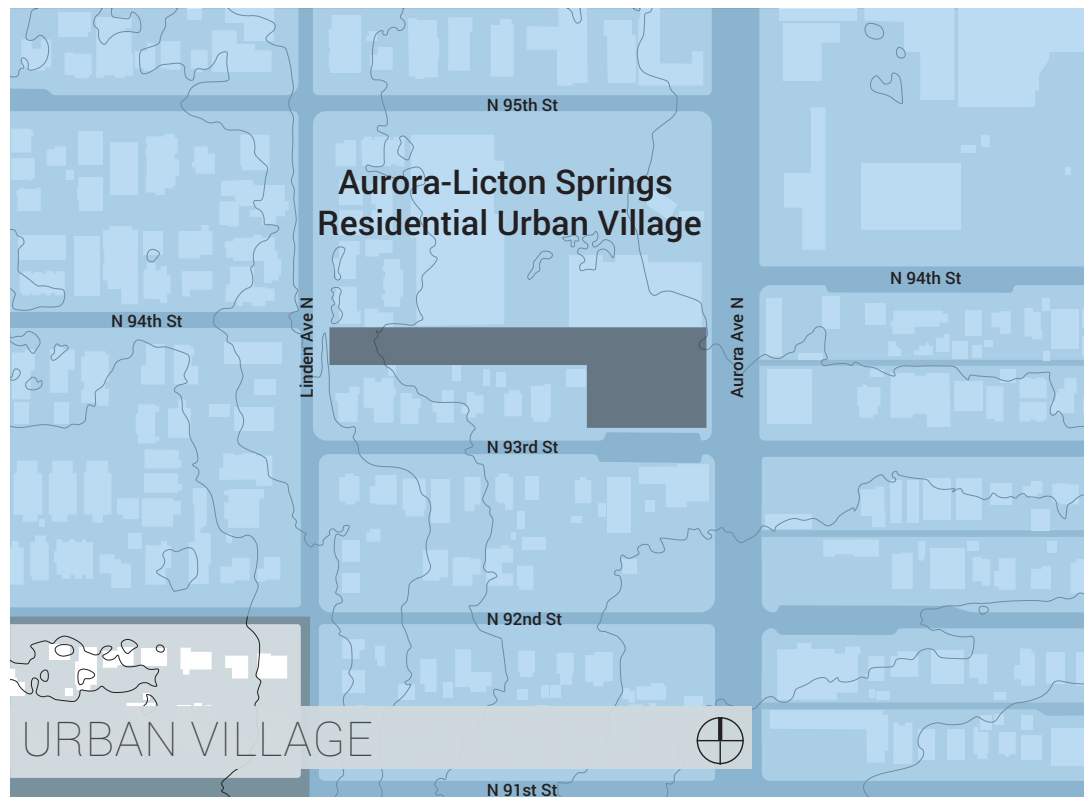 N 95th St
Aurora-Licton Springs
Residential Urban Village
N 94th St
N 94th St
Linden Ave N
Aurora Ave N
N 93rd St
N 92nd St
URBAN VILLAGE
N 91st St